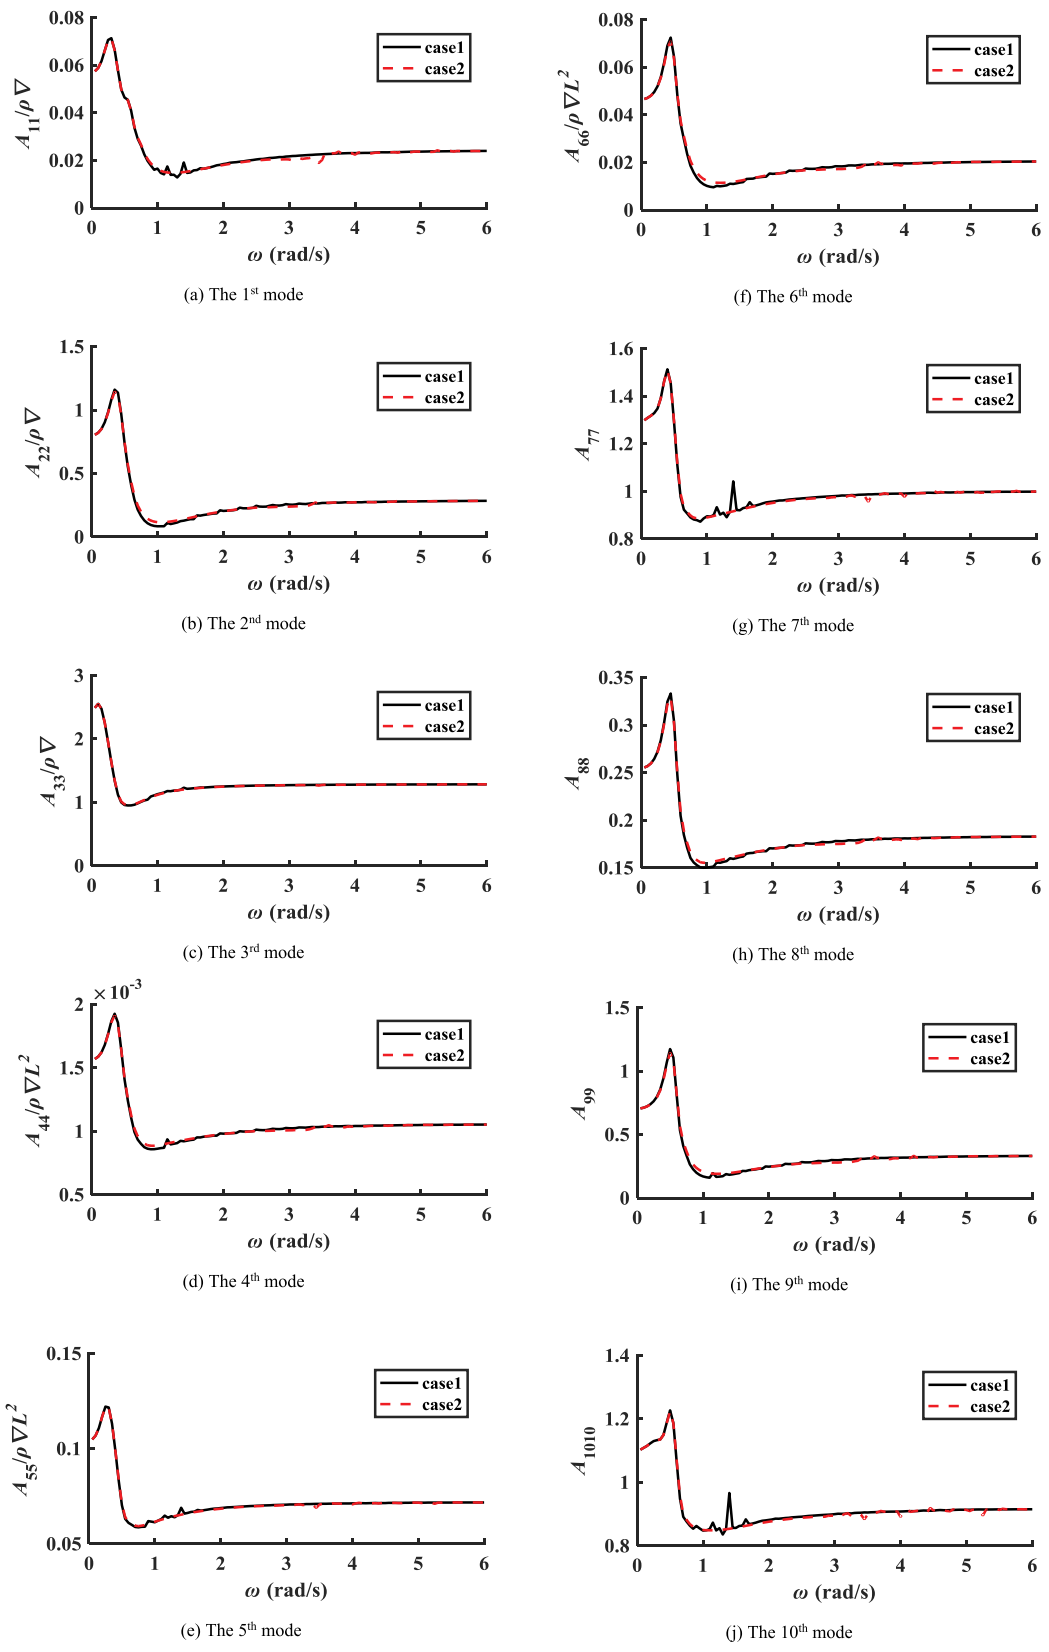 0.08
0.06
0.04
0.02
0
A11/ρ∇
case1
case2
0 1 2 3 4 5 6
ω (rad/s)
(a) The 1st mode
0.08
0.06
0.04
0.02
0
A66/ρ∇L2
case1
case2
0 1 2 3 4 5 6
ω (rad/s)
(f) The 6th mode
1.5
1
0.5
0
A22/ρ∇
case1
case2
0 1 2 3 4 5 6
ω (rad/s)
(b) The 2nd mode
1.6
1.4
1.2
1
0.8
A77
case1
case2
0 1 2 3 4 5 6
ω (rad/s)
(g) The 7th mode
3
2
1
0
A33/ρ∇
case1
case2
0 1 2 3 4 5 6
ω (rad/s)
(c) The 3rd mode
0.35
0.3
0.25
0.2
0.15
A88
case1
case2
0 1 2 3 4 5 6
ω (rad/s)
(h) The 8th mode
×10-3
2
1.5
1
0.5
A44/ρ∇L2
case1
case2
0 1 2 3 4 5 6
ω (rad/s)
(d) The 4th mode
1.5
1
0.5
0
A99
case1
case2
0 1 2 3 4 5 6
ω (rad/s)
(i) The 9th mode
0.15
0.1
0.05
A55/ρ∇L2
case1
case2
0 1 2 3 4 5 6
ω (rad/s)
(e) The 5th mode
1.4
1.2
1
0.8
A1010
case1
case2
0 1 2 3 4 5 6
ω (rad/s)
(j) The 10th mode